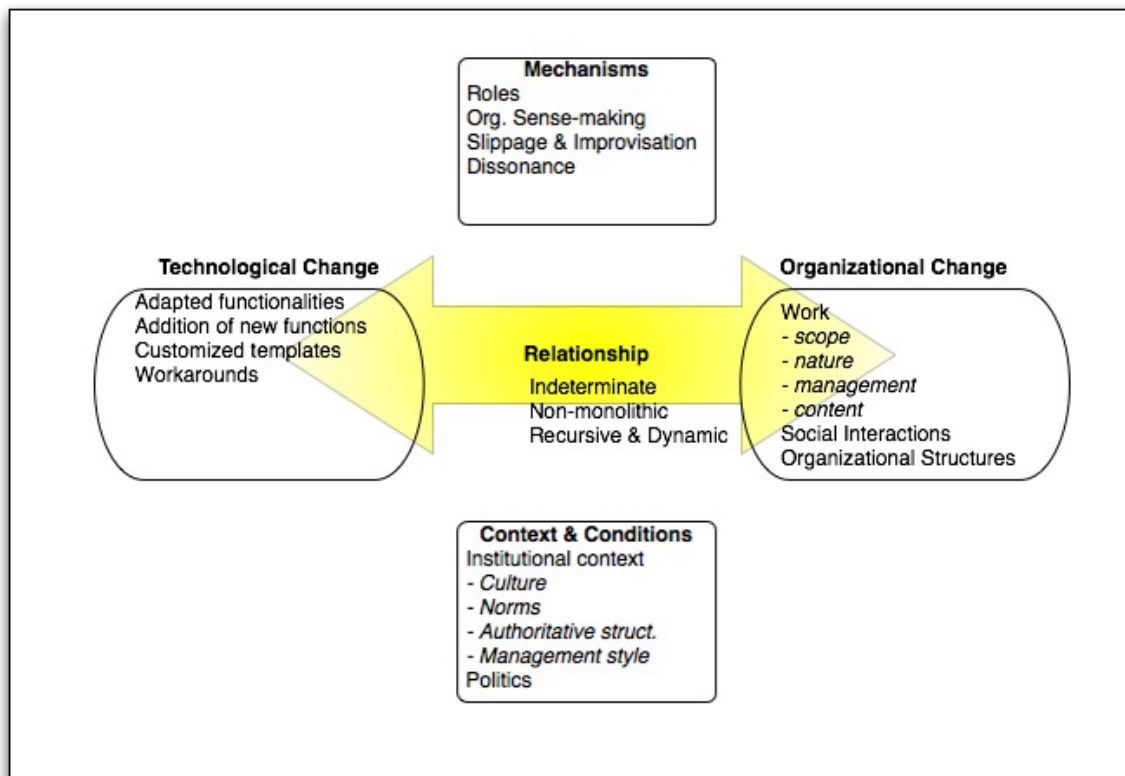 Mechanisms
Roles
Org. Sense-making
Slippage & Improvisation
Dissonance
Technological Change
Adapted functionalities
Addition of new functions
Customized templates
Workarounds
Relationship
Indeterminate
Non-monolithic
Recursive & Dynamic
Organizational Change
Work
- scope
- nature
- management
- content
Social Interactions
Organizational Structures
Context & Conditions
Institutional context
- Culture
- Norms
- Authoritative struct.
- Management style
Politics